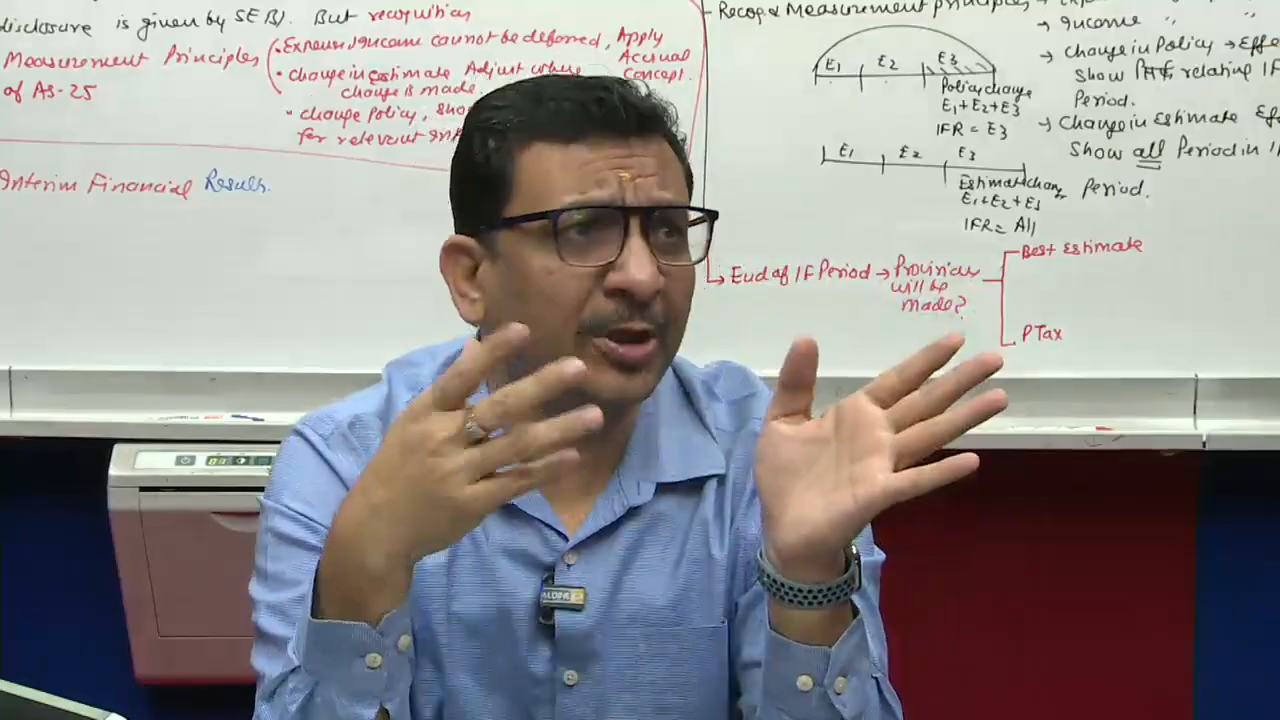 disclosure is given by SEBI. But recognition
Measurement Principles
of AS-25
• Expense/Income cannot be deferred, Apply Accrual Concept.
• change in estimate Adjust where change is made.
• change Policy, sho
for relevant
Interim Financial Results.
- Recog & Measurement principles
→ Income " "
→ change in Policy → Effe
show relating IF
Period.
→ Change in Estimate Eff
Show all Period in I
Period.
E1 E2 E3
Policy change
E1+E2+E3
IFR = E3
E1 E2 E3
Estimate change
E1+E2+E3
IFR = All
End of IF Period → Provision will be made?
Best Estimate
P Tax